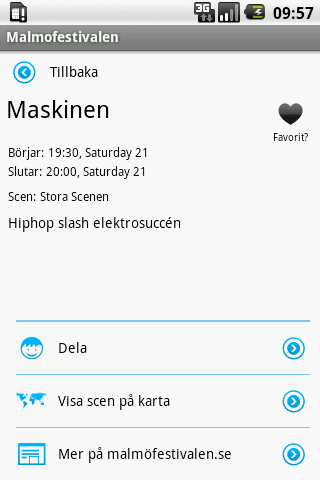 3G 09:57
Malmofestivalen
Tillbaka
Maskinen
Favorit?
Börjar: 19:30, Saturday 21
Slutar: 20:00, Saturday 21
Scen: Stora Scenen
Hiphop slash elektrosuccén
Dela
Visa scen på karta
Mer på malmöfestivalen.se